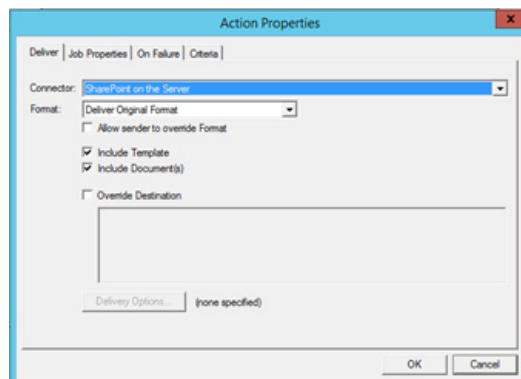 Action Properties
x
Deliver Job Properties On Failure Criteria
Connector: SharePoint on the Server
Format: Deliver Original Format
Allow sender to override Format
Include Template
Include Document(s)
Override Destination
Delivery Options... (none specified)
OK Cancel